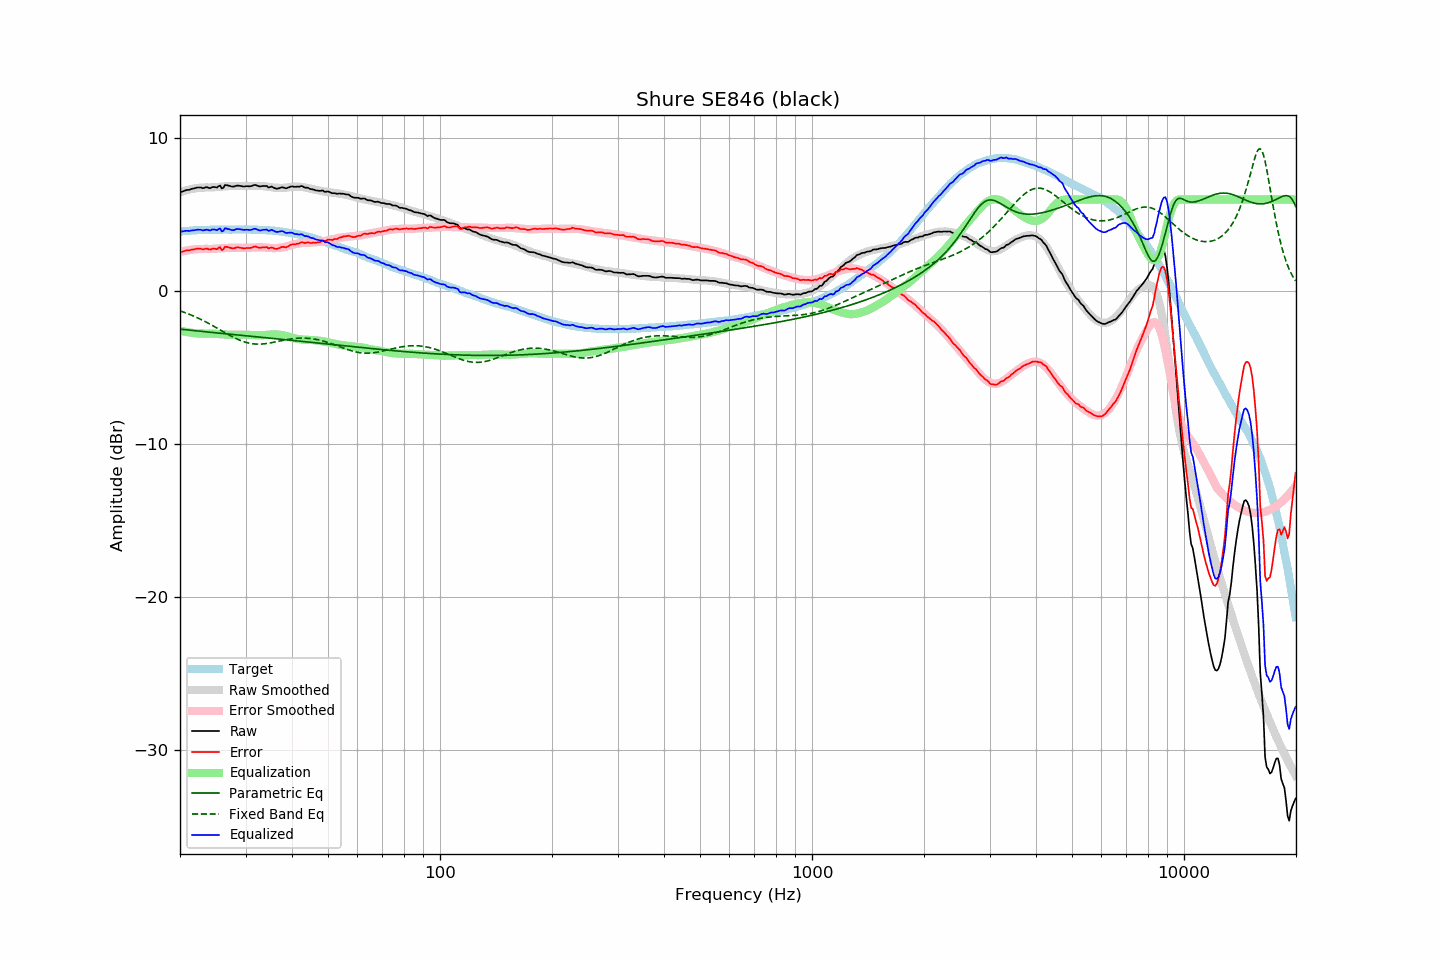 Shure SE846 (black)
10
0
−10
−20
−30
Amplitude (dBr)
Target
Raw Smoothed
Error Smoothed
Raw
Error
Equalization
Parametric Eq
Fixed Band Eq
Equalized
100
1000
10000
Frequency (Hz)